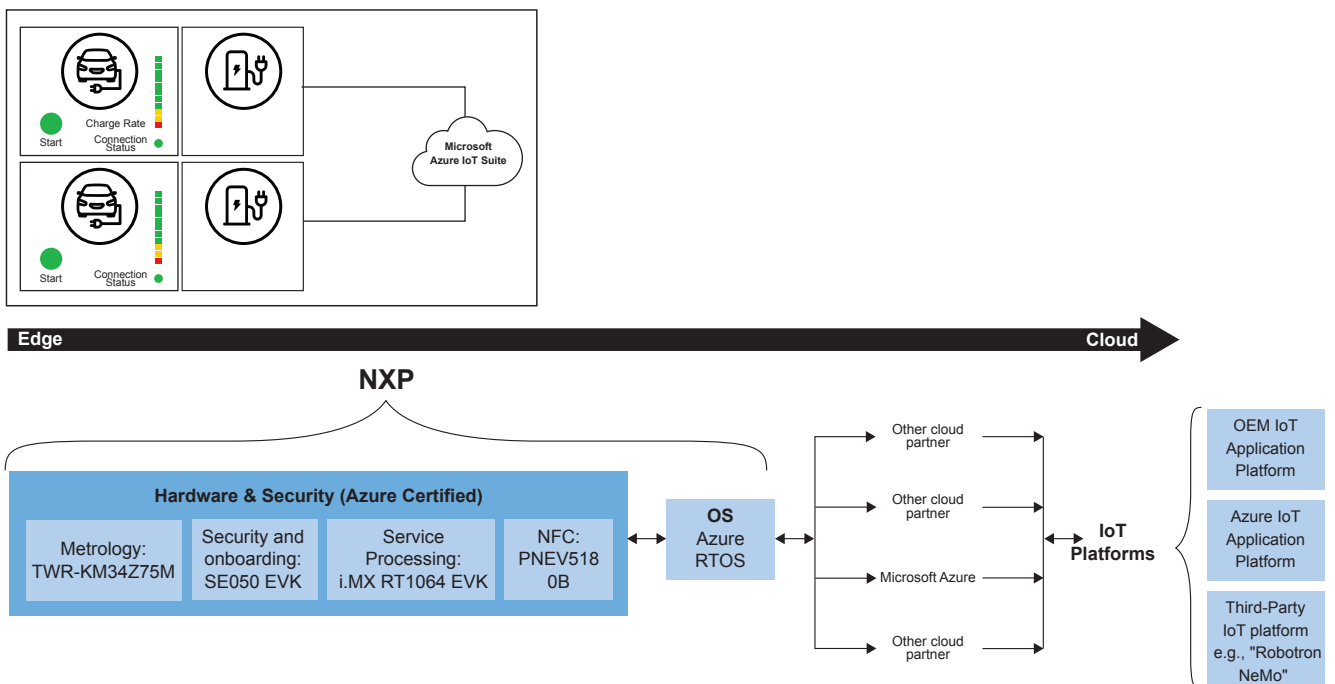 Charge Rate
Start
Connection
Status
Start
Connection
Status
Microsoft
Azure IoT Suite
Edge
Cloud
NXP
Hardware & Security (Azure Certified)
Metrology:
TWR-KM34Z75M
Security and
onboarding:
SE050 EVK
Service
Processing:
i.MX RT1064 EVK
NFC:
PNEV518
0B
OS
Azure
RTOS
Other cloud
partner
Other cloud
partner
Microsoft Azure
Other cloud
partner
IoT
Platforms
OEM IoT
Application
Platform
Azure IoT
Application
Platform
Third-Party
IoT platform
e.g., "Robotron
NeMo"